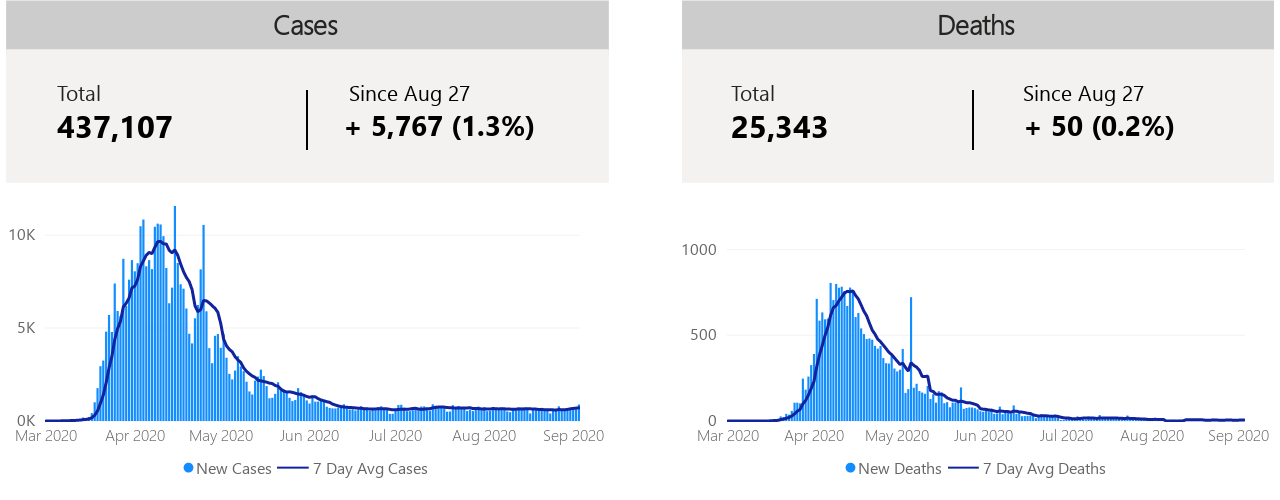 Cases
Total
437,107
Since Aug 27
+ 5,767 (1.3%)
10K
5K
0K
Mar 2020 Apr 2020 May 2020 Jun 2020 Jul 2020 Aug 2020 Sep 2020
New Cases 7 Day Avg Cases
Deaths
Total
25,343
Since Aug 27
+ 50 (0.2%)
1000
500
0
Mar 2020 Apr 2020 May 2020 Jun 2020 Jul 2020 Aug 2020 Sep 2020
New Deaths 7 Day Avg Deaths